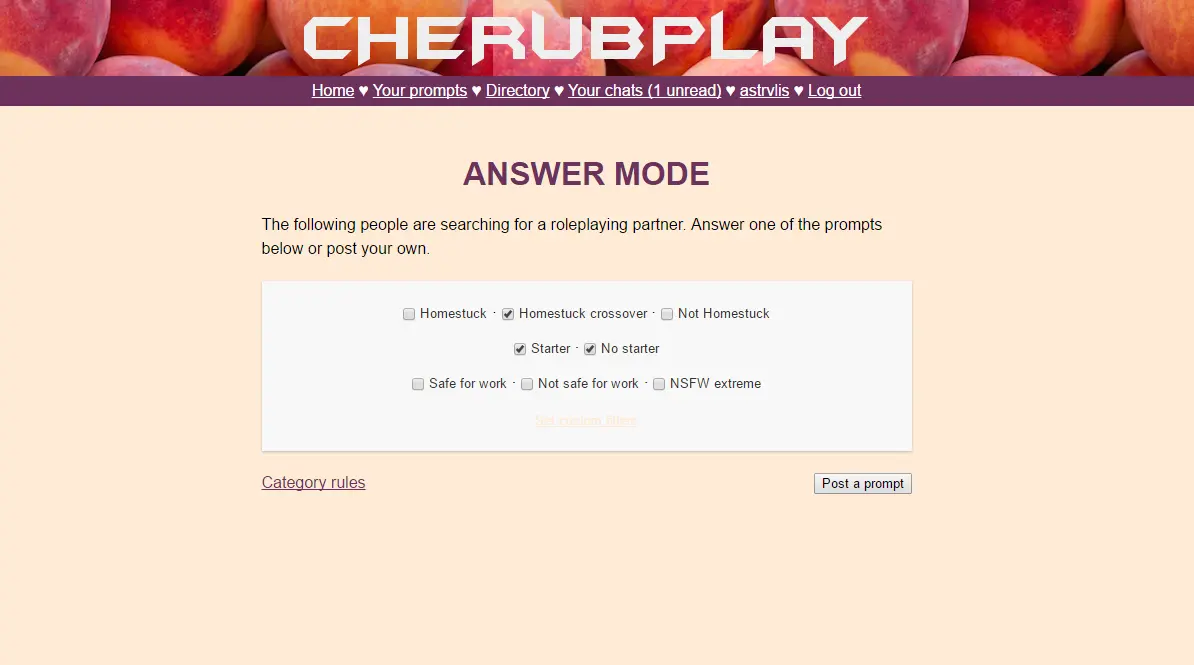 CHERUBPLAY
Home ♥ Your prompts ♥ Directory ♥ Your chats (1 unread) ♥ astrvlis ♥ Log out
ANSWER MODE
The following people are searching for a roleplaying partner. Answer one of the prompts
below or post your own.
Homestuck · Homestuck crossover · Not Homestuck
Starter · No starter
Safe for work · Not safe for work · NSFW extreme
Set custom filters
Category rules
Post a prompt